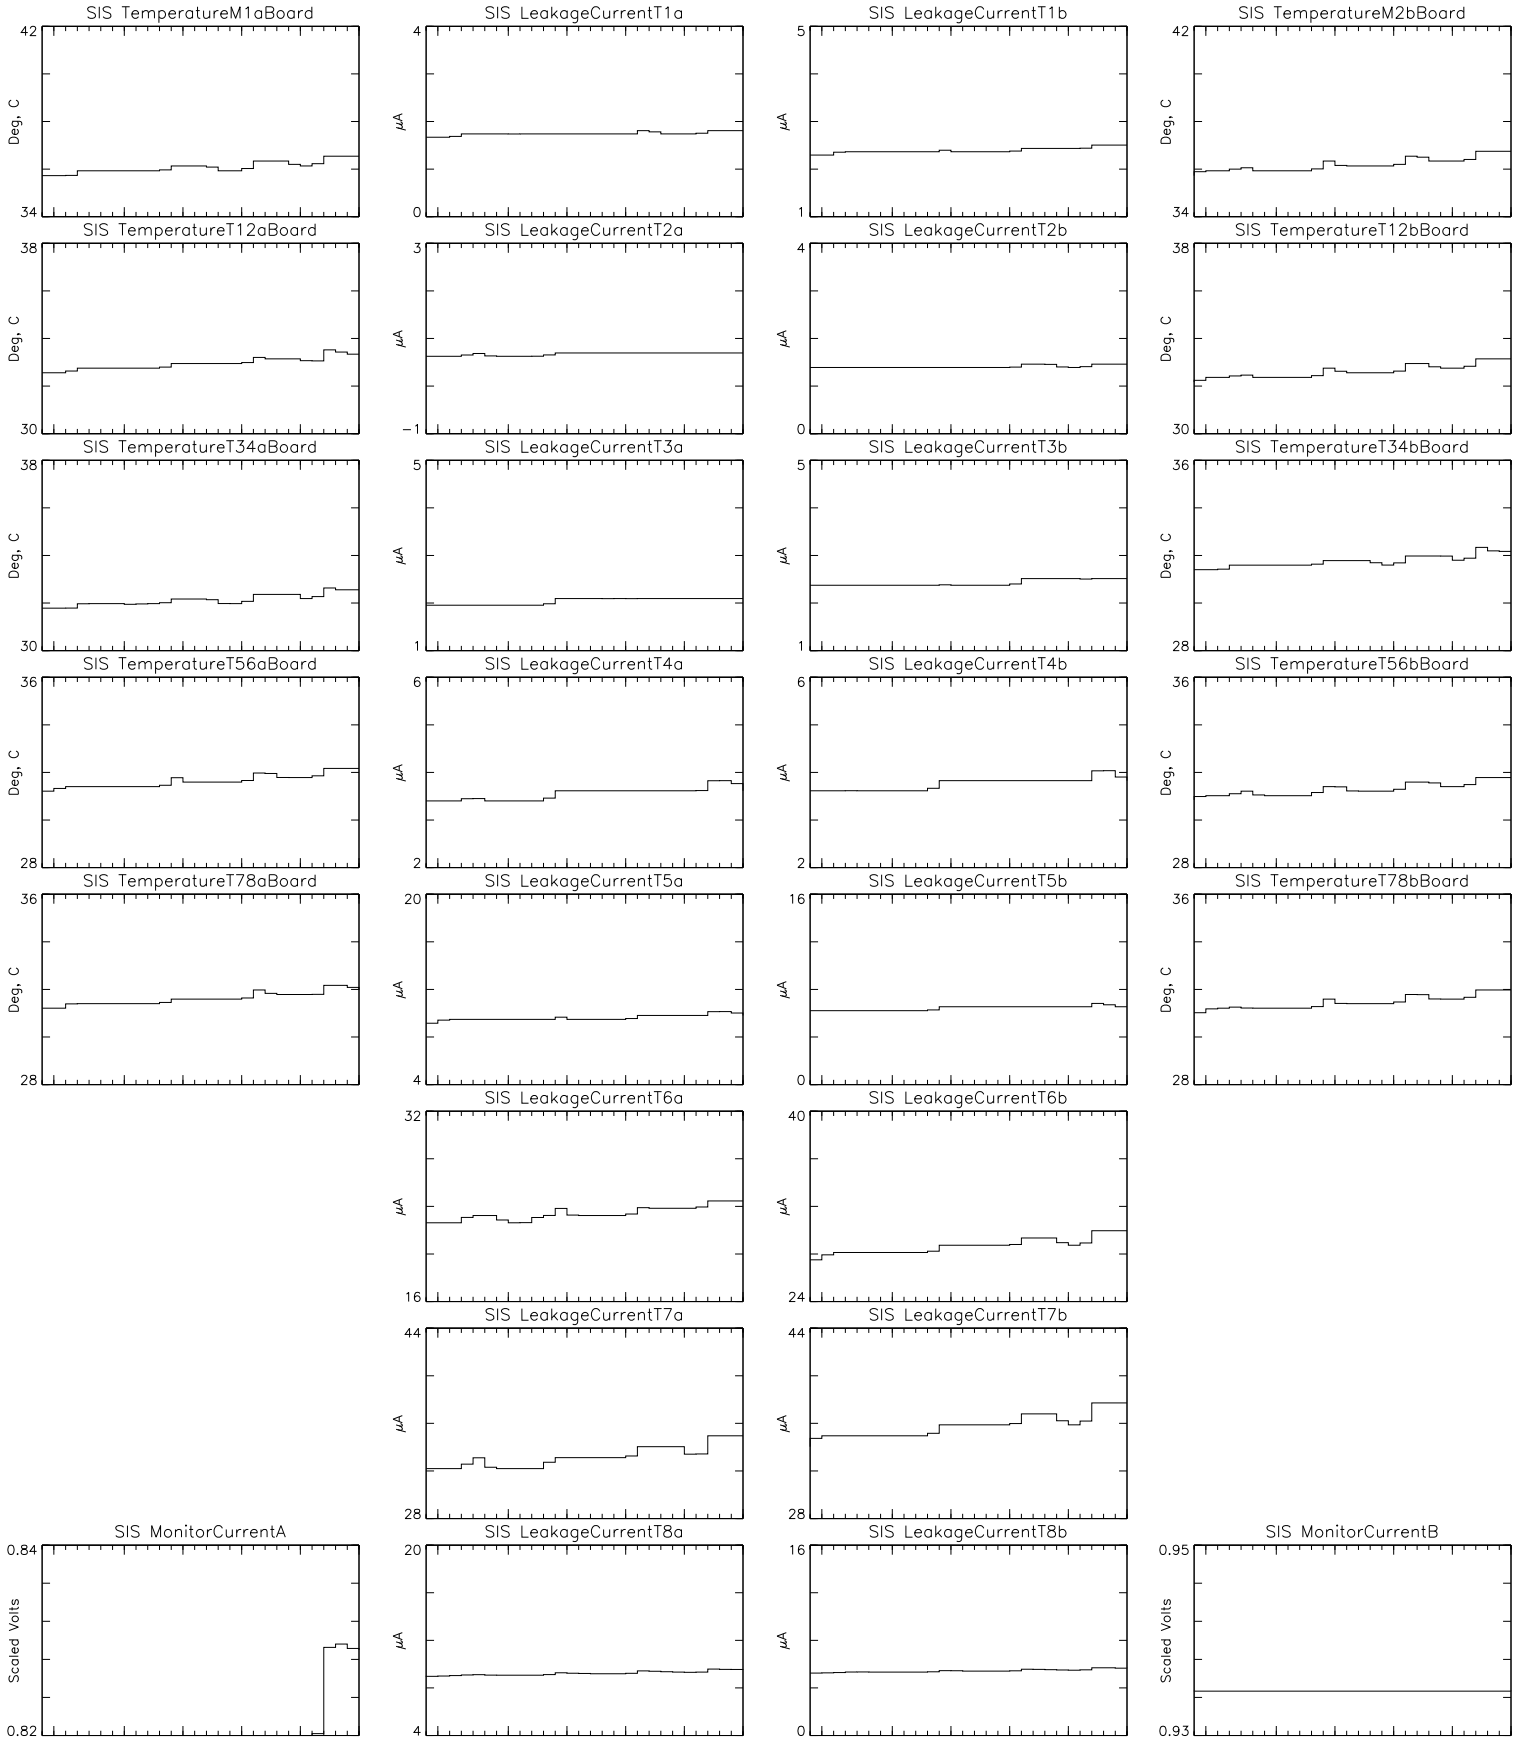 SIS TemperatureM1aBoard SIS LeakageCurrentT1a SIS LeakageCurrentT1b SIS TemperatureM2bBoard
42 4 5 42
Deg, C μA μA Deg, C
34 0 1 34
SIS TemperatureT12aBoard SIS LeakageCurrentT2a SIS LeakageCurrentT2b SIS TemperatureT12bBoard
38 3 4 38
Deg, C μA μA Deg, C
30 -1 0 30
SIS TemperatureT34aBoard SIS LeakageCurrentT3a SIS LeakageCurrentT3b SIS TemperatureT34bBoard
38 5 5 36
Deg, C μA μA Deg, C
30 1 1 28
SIS TemperatureT56aBoard SIS LeakageCurrentT4a SIS LeakageCurrentT4b SIS TemperatureT56bBoard
36 6 6 36
Deg, C μA μA Deg, C
28 2 2 28
SIS TemperatureT78aBoard SIS LeakageCurrentT5a SIS LeakageCurrentT5b SIS TemperatureT78bBoard
36 20 16 36
Deg, C μA μA Deg, C
28 4 0 28
SIS LeakageCurrentT6a SIS LeakageCurrentT6b
32 40
μA μA
16 24
SIS LeakageCurrentT7a SIS LeakageCurrentT7b
44 44
μA μA
28 28
SIS MonitorCurrentA SIS LeakageCurrentT8a SIS LeakageCurrentT8b SIS MonitorCurrentB
0.84 20 16 0.95
Scaled Volts μA μA Scaled Volts
0.82 4 0 0.93